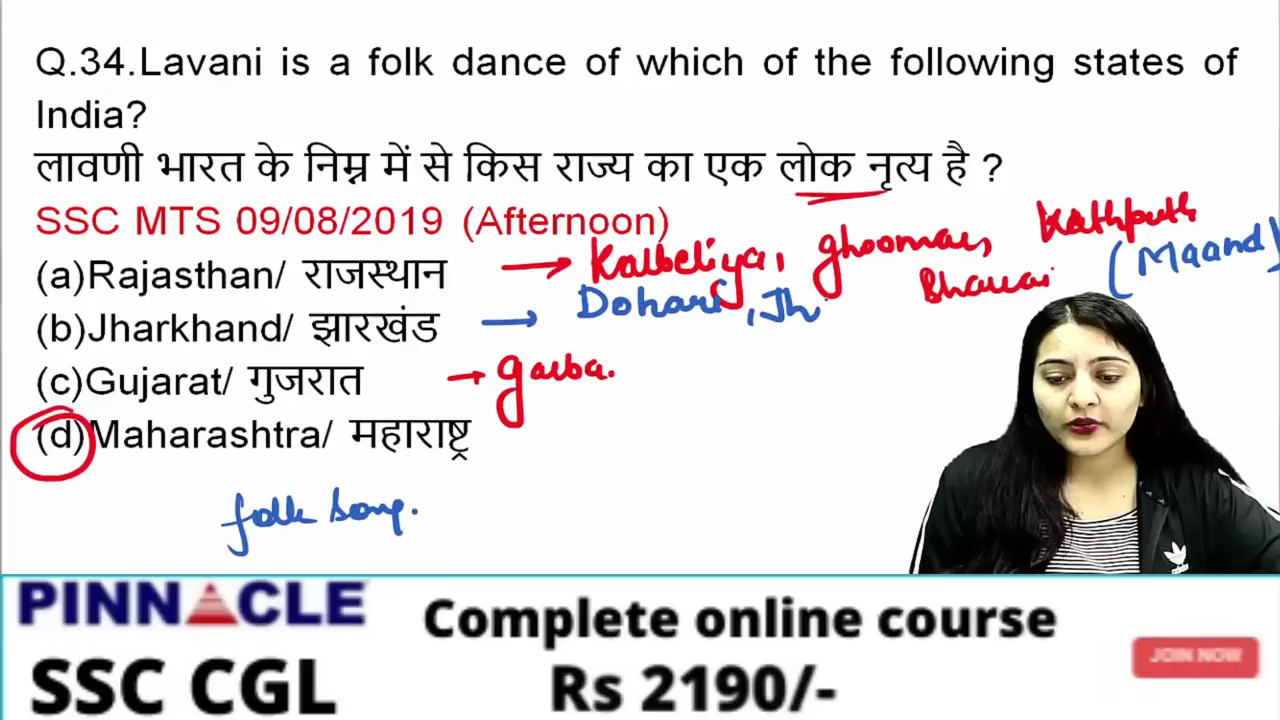 Q.34.Lavani is a folk dance of which of the following states of
India?
लावणी भारत के निम्न में से किस राज्य का एक लोक नृत्य है ?
SSC MTS 09/08/2019 (Afternoon)
(a)Rajasthan/ राजस्थान → Kalbeliya, ghoomar,
(Maand)
(b)Jharkhand/ झारखंड → Dohari, Jh
(c)Gujarat/ गुजरात → garba.
(d)Maharashtra/ महाराष्ट्र
folk song.
PINNACLE
SSC CGL
Complete online course
Rs 2190/-
JOIN NOW